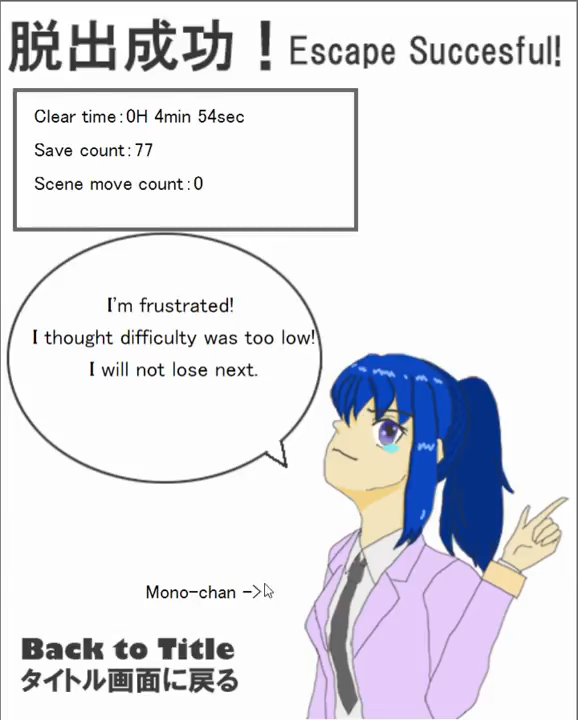 脱出成功！Escape Succesful!
Clear time:0H 4min 54sec
Save count:77
Scene move count:0
I'm frustrated!
I thought difficulty was too low!
I will not lose next.
Mono-chan ->
Back to Title
タイトル画面に戻る